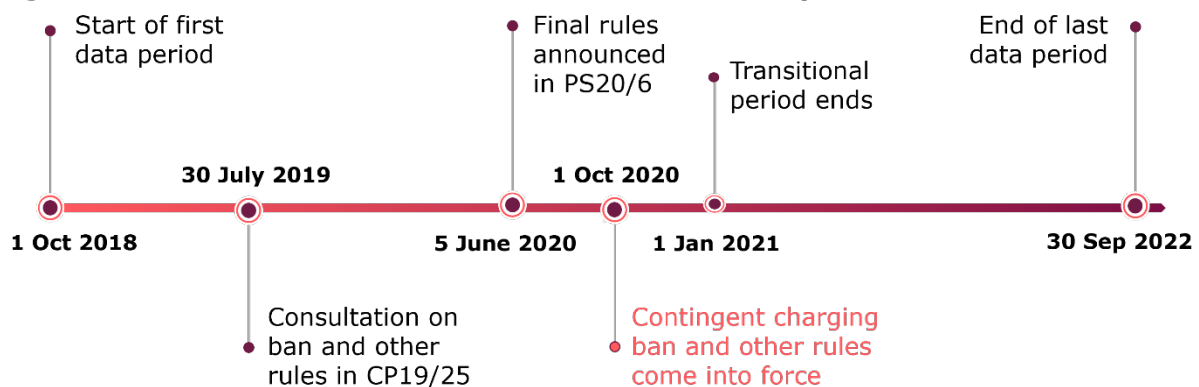 Start of first
data period
Final rules
announced
in PS20/6
Transitional
period ends
End of last
data period
30 July 2019
1 Oct 2020
1 Oct 2018
5 June 2020
1 Jan 2021
30 Sep 2022
Consultation on
ban and other
rules in CP19/25
Contingent charging
ban and other rules
come into force